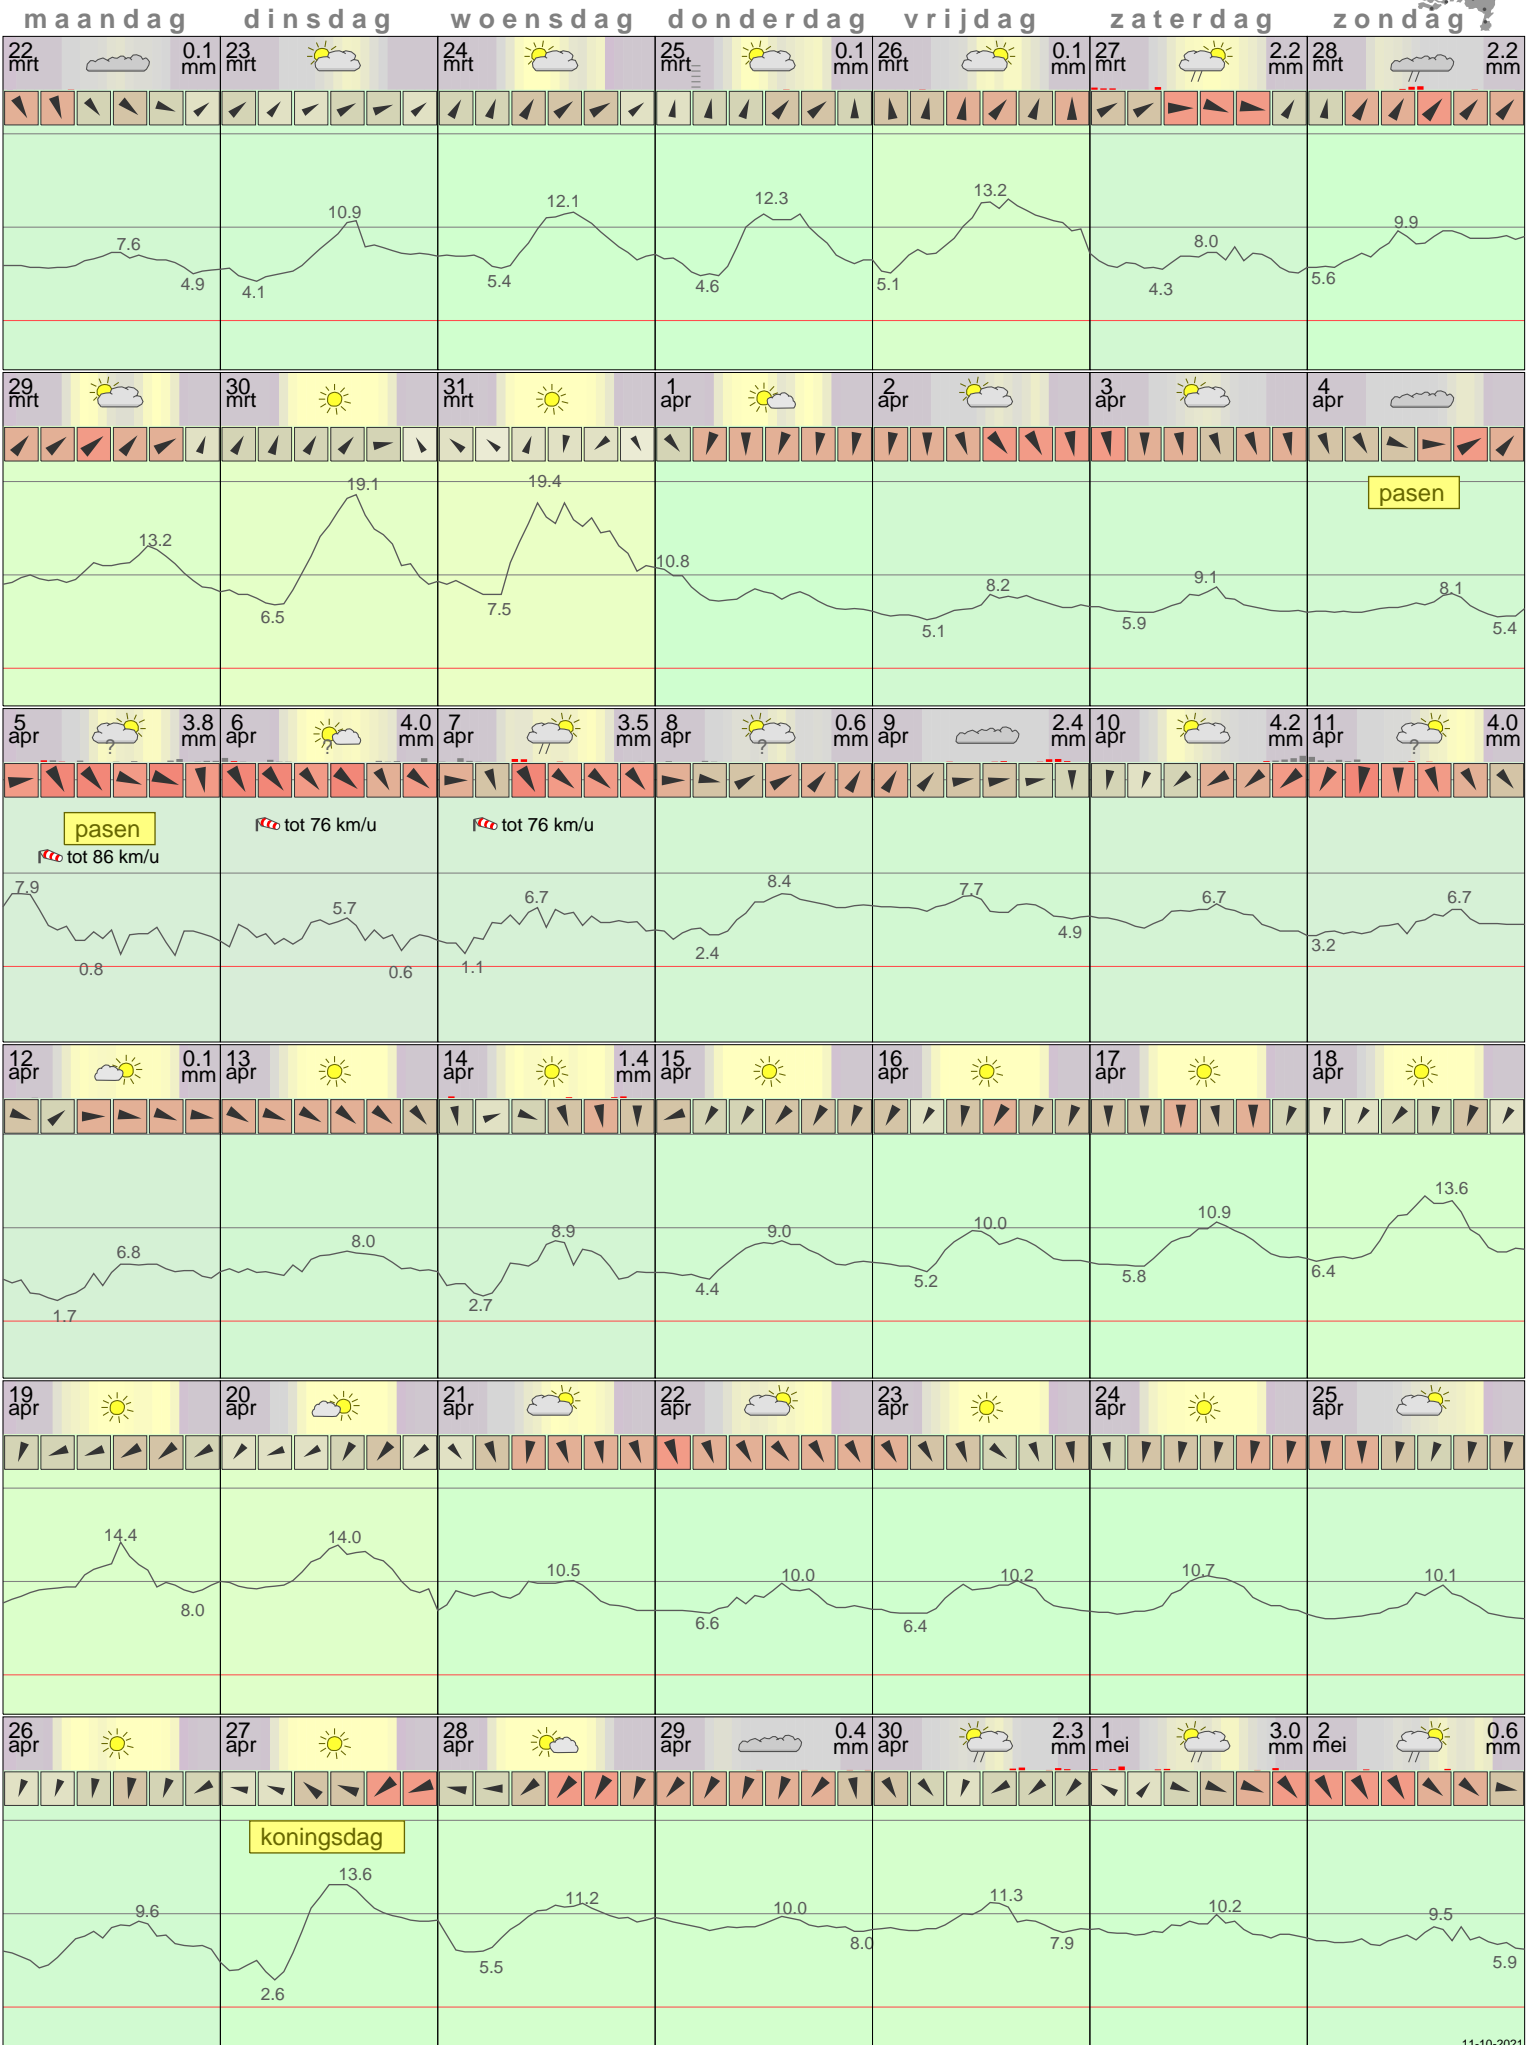 maandag dinsdag woensdag donderdag vrijdag zaterdag zondag
22 mrt 0.1 mm 23 mrt 24 mrt 25 mrt 0.1 mm 26 mrt 0.1 mm 27 mrt 2.2 mm 28 mrt 2.2 mm
7.6 4.9 4.1 10.9 5.4 12.1 4.6 12.3 5.1 13.2 4.3 8.0 5.6 9.9
29 mrt 30 mrt 31 mrt 1 apr 2 apr 3 apr 4 apr
pasen
13.2 6.5 19.1 7.5 19.4 10.8 5.1 8.2 5.9 9.1 8.1 5.4
5 apr 3.8 mm 6 apr 4.0 mm 7 apr 3.5 mm 8 apr 0.6 mm 9 apr 2.4 mm 10 apr 4.2 mm 11 apr 4.0 mm
? ? ? ?
pasen tot 76 km/u tot 76 km/u
tot 86 km/u
7.9 0.8 5.7 0.6 1.1 6.7 2.4 8.4 7.7 4.9 6.7 3.2 6.7
12 apr 0.1 mm 13 apr 14 apr 1.4 mm 15 apr 16 apr 17 apr 18 apr
1.7 6.8 8.0 2.7 8.9 4.4 9.0 5.2 10.0 5.8 10.9 6.4 13.6
19 apr 20 apr 21 apr 22 apr 23 apr 24 apr 25 apr
14.4 8.0 14.0 10.5 6.6 10.0 6.4 10.2 10.7 10.1
26 apr 27 apr 28 apr 29 apr 0.4 mm 30 apr 2.3 mm 1 mei 3.0 mm 2 mei 0.6 mm
koningsdag
9.6 2.6 13.6 5.5 11.2 10.0 8.0 11.3 7.9 10.2 9.5 5.9
11-10-2021